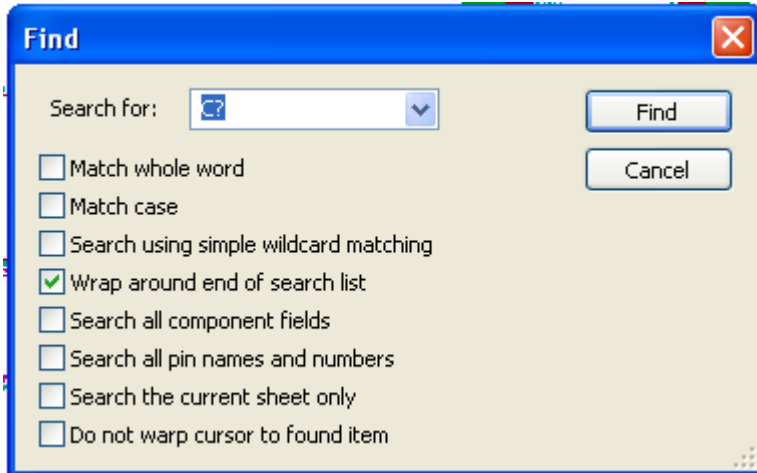 Find
Search for: C? Find
Match whole word Cancel
Match case
Search using simple wildcard matching
Wrap around end of search list
Search all component fields
Search all pin names and numbers
Search the current sheet only
Do not warp cursor to found item